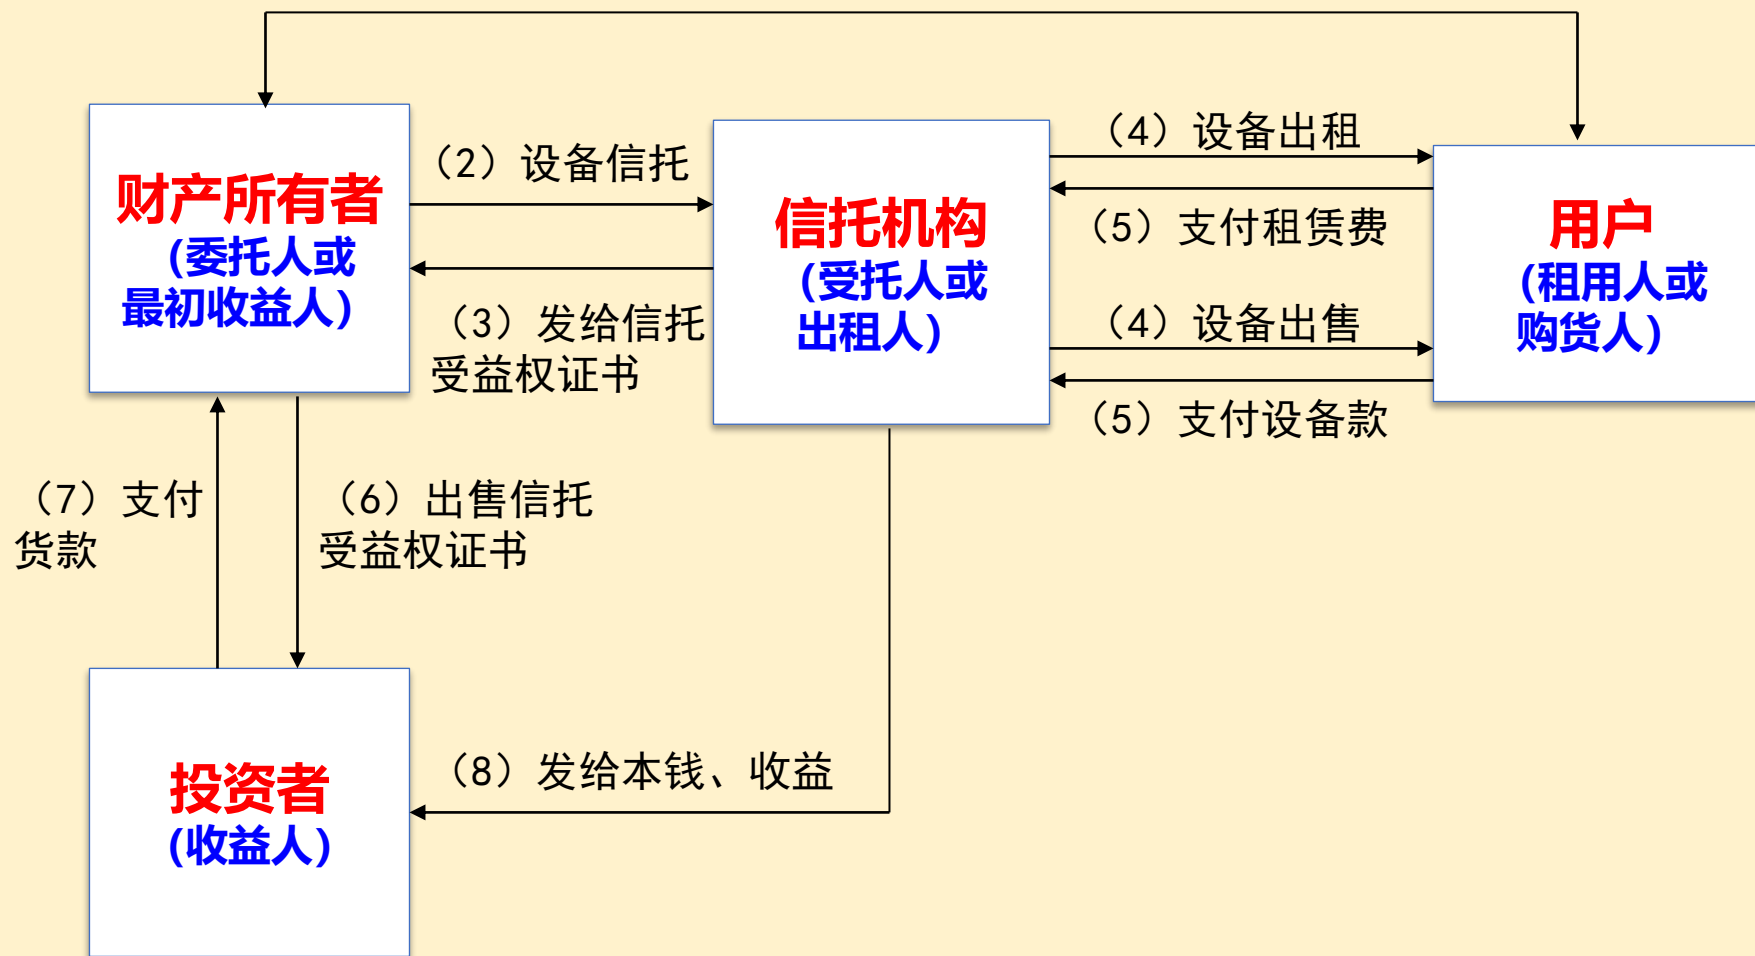 财产所有者
(委托人或
最初收益人)
(2)设备信托
(3)发给信托
受益权证书
信托机构
(受托人或
出租人)
(4)设备出租
(5)支付租赁费
(4)设备出售
(5)支付设备款
用户
(租用人或
购货人)
(7)支付
货款
(6)出售信托
受益权证书
投资者
(收益人)
(8)发给本钱、收益